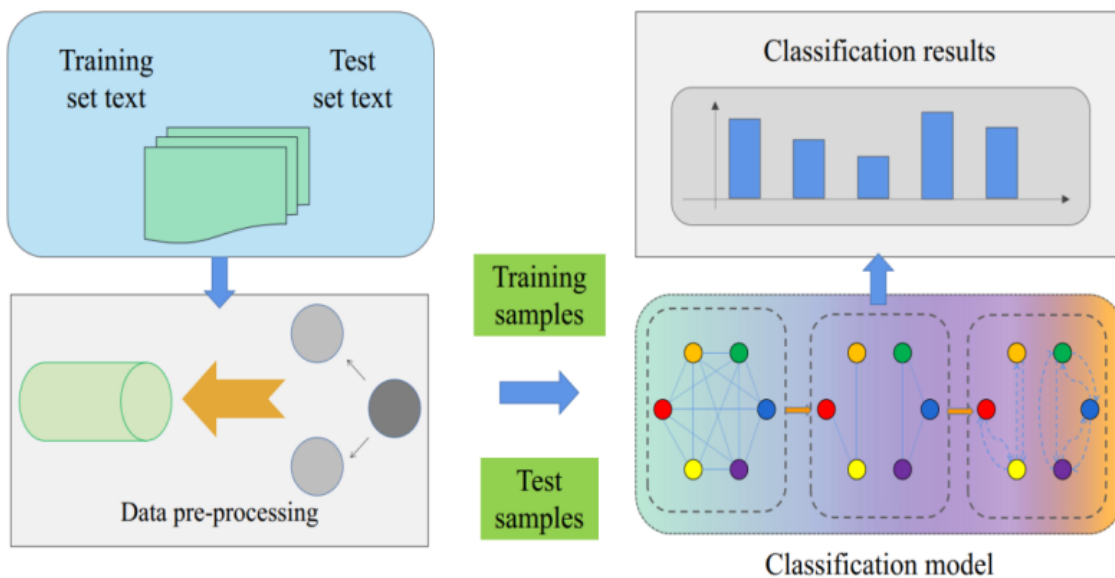 Training
set text
Test
set text
Data pre-processing
Training
samples
Test
samples
Classification results
Classification model